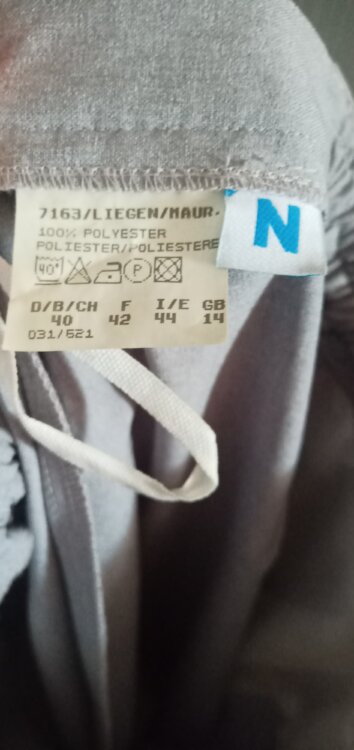 7163/LIEGEN/MAUR.
100% POLYESTER
POLIESTER/POLIESTERE
40°
P
D/B/CH F I/E GB
40 42 44 14
031/621
N